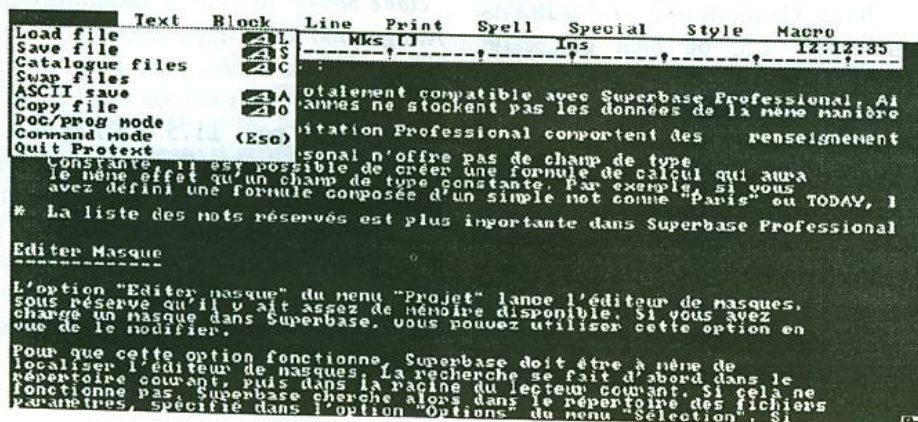 Text Block Line Print Spell Special Style Macro
Load file L
Save file S
Catalogue files C
Swap files
ASCII save A
Copy file O
Doc/prog mode
Command mode (Esc)
Quit Protext
Mks [] Ins 12:12:35
:
otalement compatible avec Superbase Professional. Ai
ammes ne stockent pas les données de la même manière
itation Professional comportent des renseignement
sonal n'offre pas de champ de type
Constante, il est possible de créer une formule de calcul qui aura
le même effet qu'un champ de type constante. Par exemple, si vous
avez défini une formule composée d'un simple mot comme "Paris" ou TODAY, l
* La liste des mots réservés est plus importante dans Superbase Professional
Editer Masque
-------------
L'option "Editer masque" du menu "Projet" lance l'éditeur de masques,
sous réserve qu'il y ait assez de mémoire disponible. Si vous avez
chargé un masque dans Superbase, vous pouvez utiliser cette option en
vue de le modifier.
Pour que cette option fonctionne, Superbase doit être à même de
localiser l'éditeur de masques. La recherche se fait d'abord dans le
répertoire courant, puis dans la racine du lecteur courant. Si cela ne
fonctionne pas, Superbase cherche alors dans le répertoire des fichiers
paramètres, spécifié dans l'option "Options" du menu "Sélection". Si